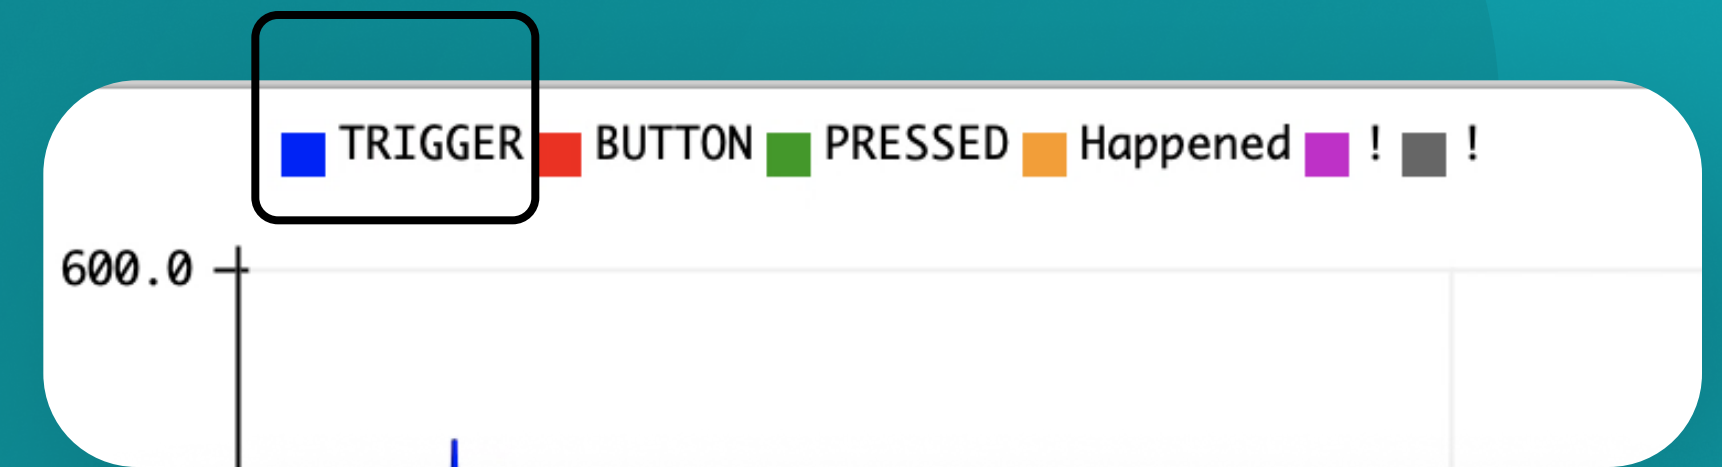 TRIGGER BUTTON PRESSED Happened ! !
600.0